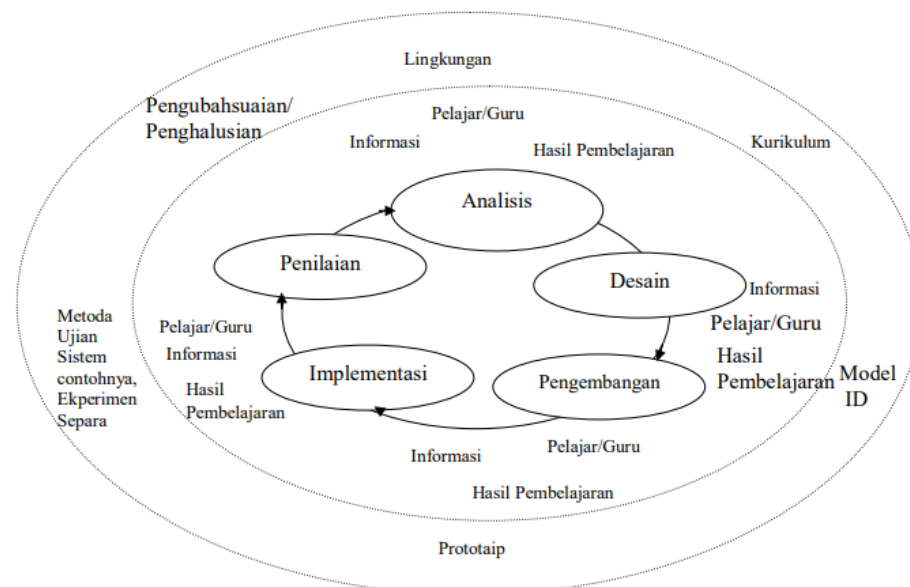 Lingkungan
Pengubahsuaian/
Penghalusian
Pelajar/Guru
Informasi
Hasil Pembelajaran
Kurikulum
Analisis
Penilaian
Desain
Informasi
Pelajar/Guru
Hasil
Pembelajaran
Model
ID
Metoda
Ujian
Sistem
contohnya,
Ekperimen
Separa
Pelajar/Guru
Informasi
Hasil
Pembelajaran
Implementasi
Pengembangan
Informasi
Pelajar/Guru
Hasil Pembelajaran
Prototaip